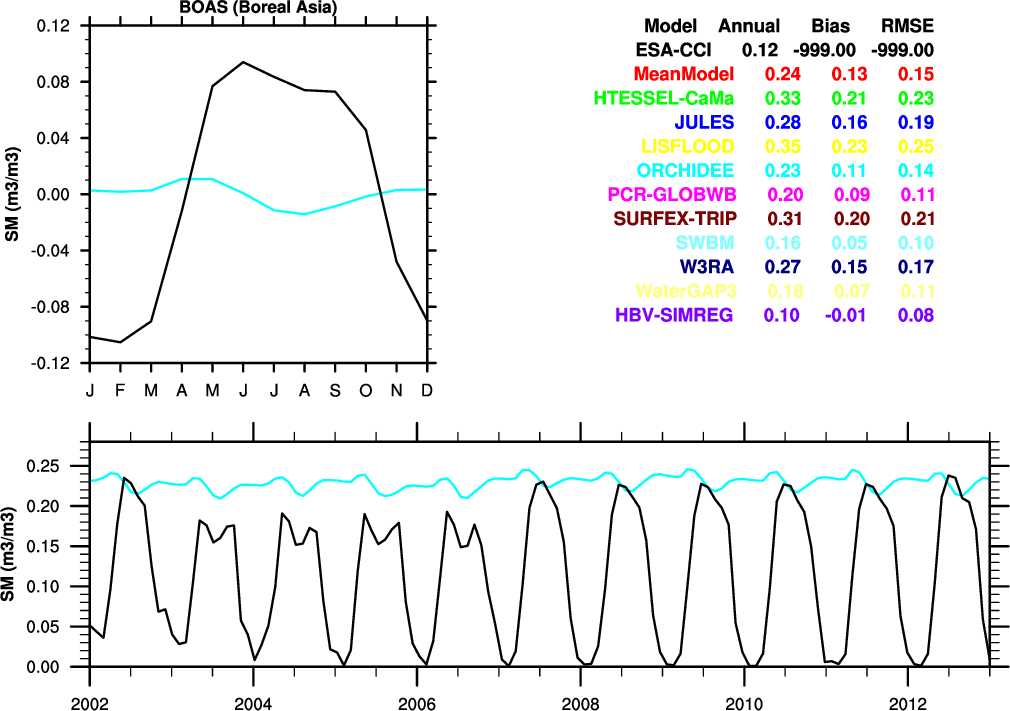 BOAS (Boreal Asia)
0.12
0.08
0.04
0.00
-0.04
-0.08
-0.12
SM (m3/m3)
J F M A M J J A S O N D
Model Annual Bias RMSE
ESA-CCI 0.12 -999.00 -999.00
MeanModel 0.24 0.13 0.15
HTESSEL-CaMa 0.33 0.21 0.23
JULES 0.28 0.16 0.19
LISFLOOD 0.35 0.23 0.25
ORCHIDEE 0.23 0.11 0.14
PCR-GLOBWB 0.20 0.09 0.11
SURFEX-TRIP 0.31 0.20 0.21
SWBM 0.16 0.05 0.10
W3RA 0.27 0.15 0.17
WaterGAP3 0.18 0.07 0.11
HBV-SIMREG 0.10 -0.01 0.08
0.25
0.20
0.15
0.10
0.05
0.00
SM (m3/m3)
2002 2004 2006 2008 2010 2012